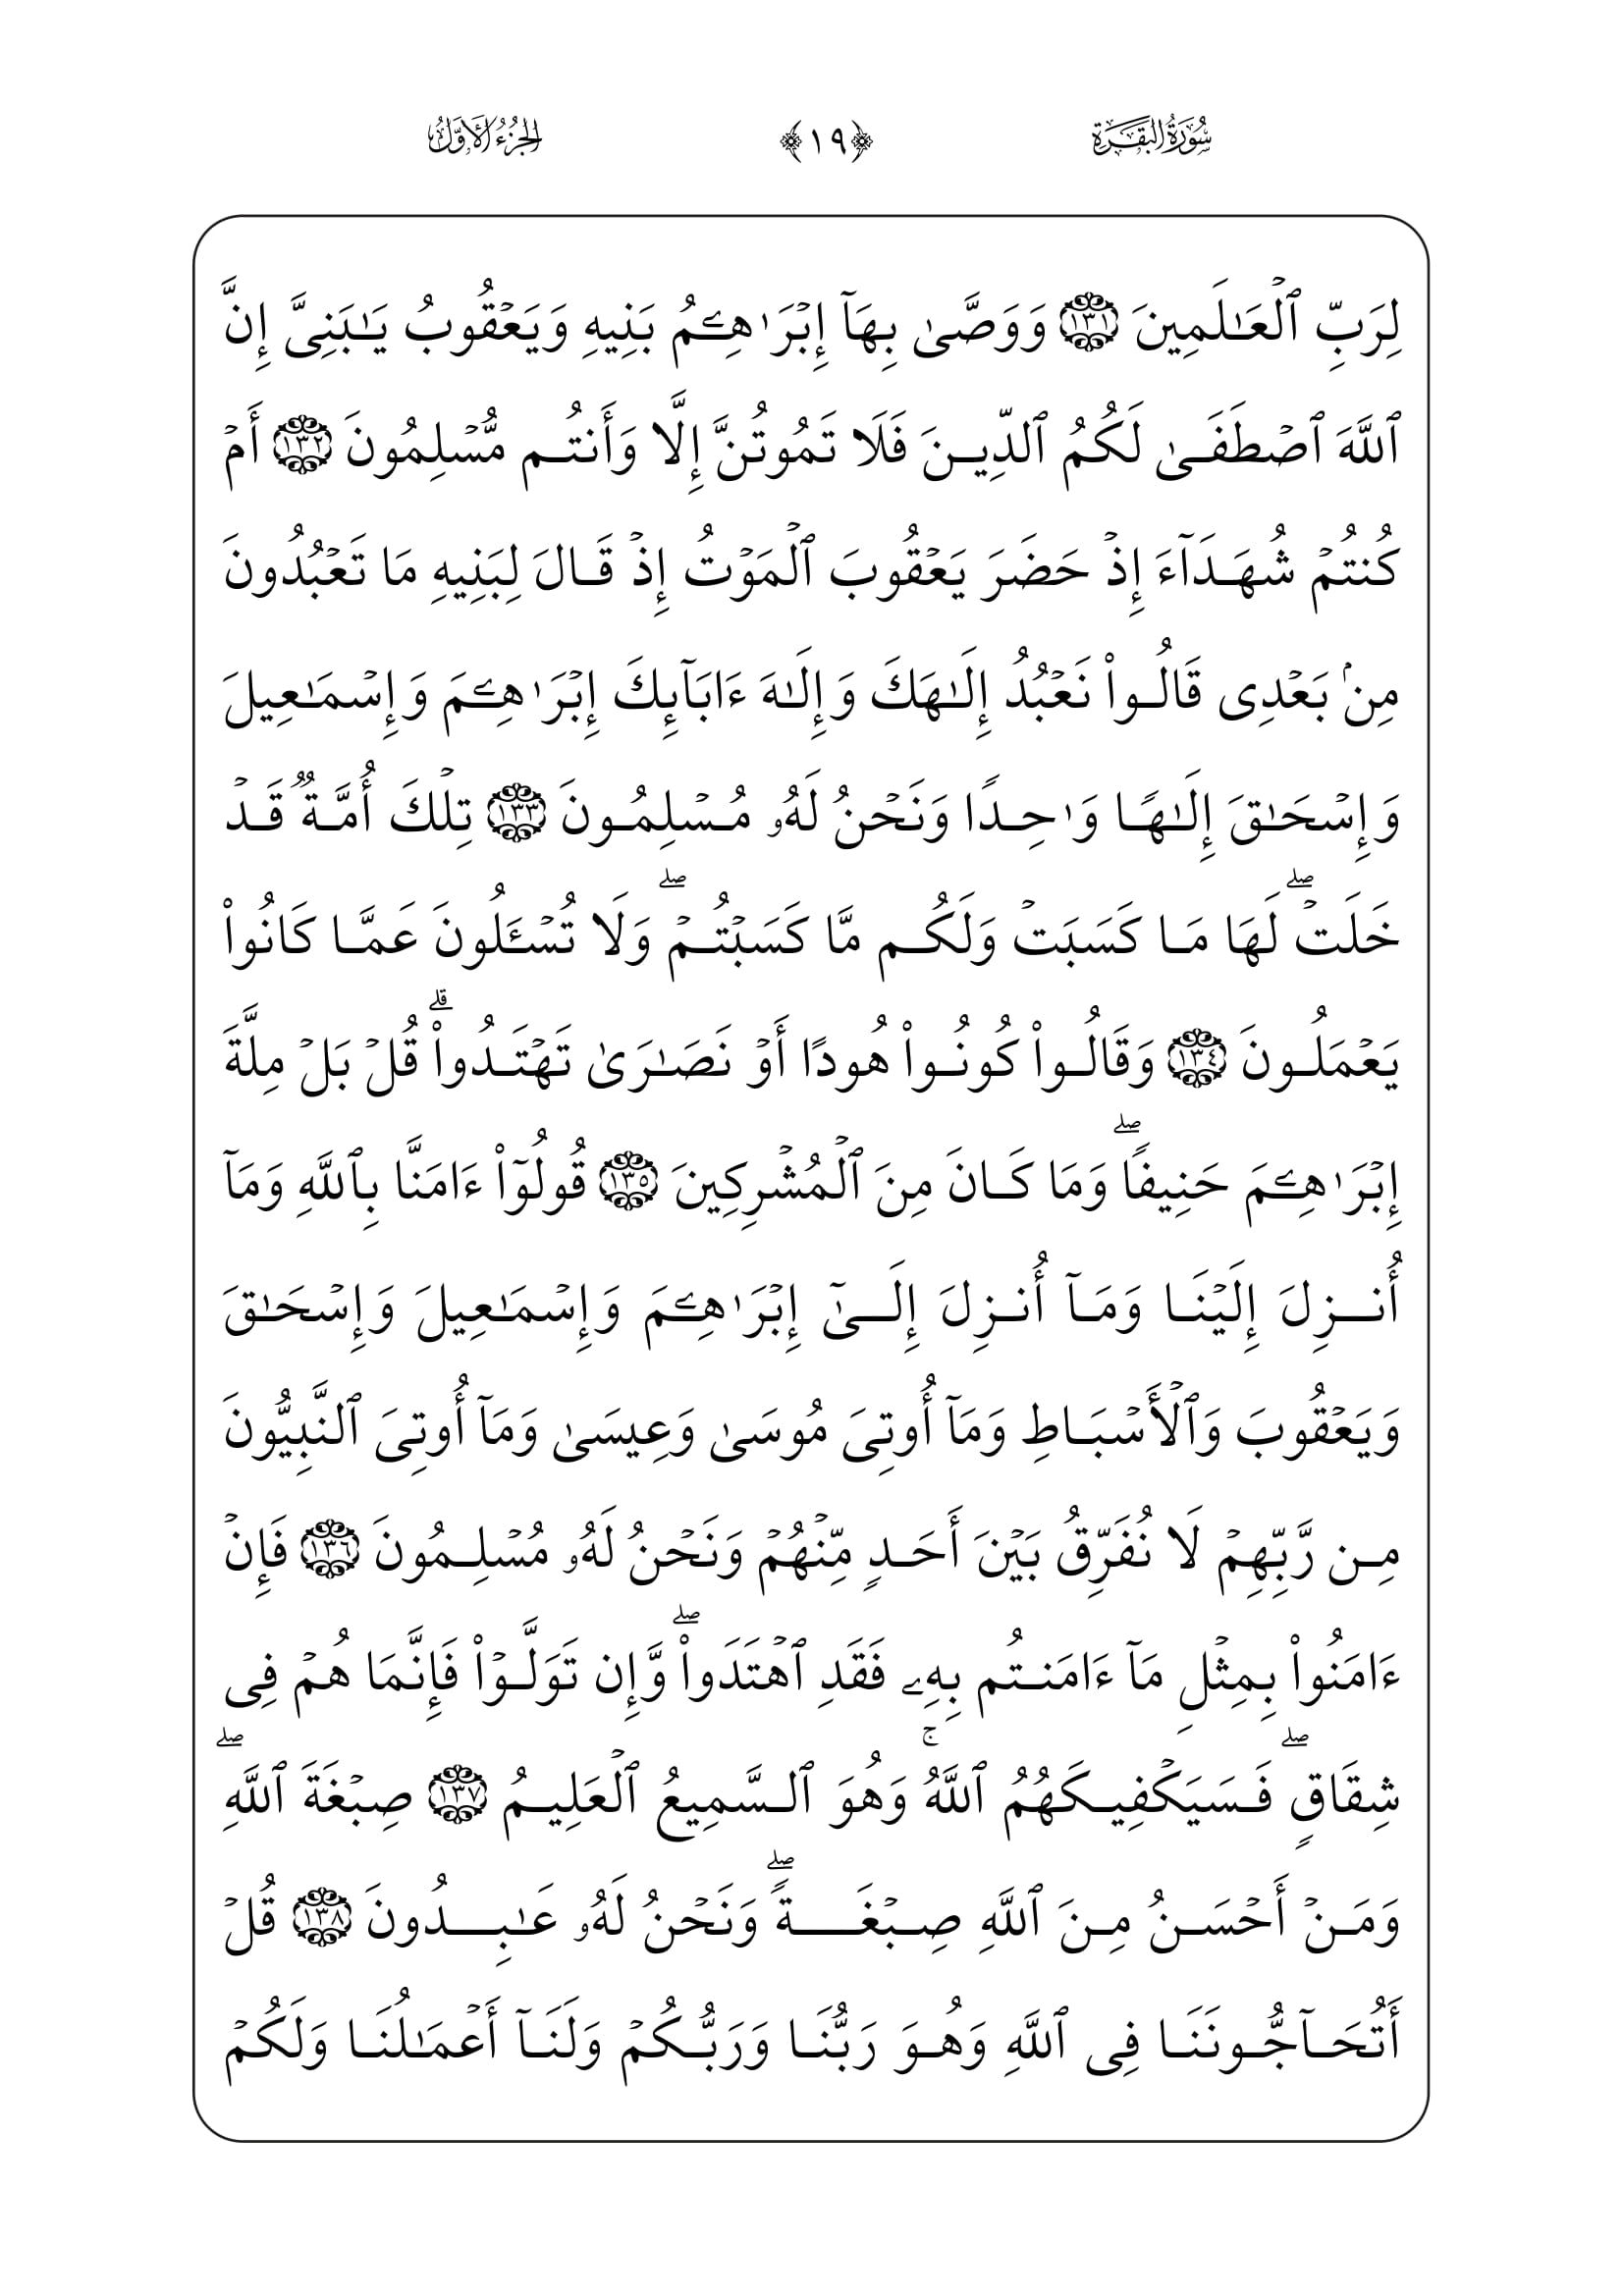 سُورَةُ البَقَرَةِ ﴿١٩﴾ الجُزْءُ الأَوَّلُ
لِرَبِّ ٱلْعَـٰلَمِينَ ١٣١ وَوَصَّىٰ بِهَآ إِبْرَٰهِـۧمُ بَنِيهِ وَيَعْقُوبُ يَـٰبَنِىَّ إِنَّ
ٱللَّهَ ٱصْطَفَىٰ لَكُمُ ٱلدِّينَ فَلَا تَمُوتُنَّ إِلَّا وَأَنتُم مُّسْلِمُونَ ١٣٢ أَمْ
كُنتُمْ شُهَدَآءَ إِذْ حَضَرَ يَعْقُوبَ ٱلْمَوْتُ إِذْ قَالَ لِبَنِيهِ مَا تَعْبُدُونَ
مِنۢ بَعْدِى قَالُوا۟ نَعْبُدُ إِلَـٰهَكَ وَإِلَـٰهَ ءَابَآئِكَ إِبْرَٰهِـۧمَ وَإِسْمَـٰعِيلَ
وَإِسْحَـٰقَ إِلَـٰهًا وَٰحِدًا وَنَحْنُ لَهُۥ مُسْلِمُونَ ١٣٣ تِلْكَ أُمَّةٌ قَدْ
خَلَتْ ۖ لَهَا مَا كَسَبَتْ وَلَكُم مَّا كَسَبْتُمْ ۖ وَلَا تُسْـَٔلُونَ عَمَّا كَانُوا۟
يَعْمَلُونَ ١٣٤ وَقَالُوا۟ كُونُوا۟ هُودًا أَوْ نَصَـٰرَىٰ تَهْتَدُوا۟ ۗ قُلْ بَلْ مِلَّةَ
إِبْرَٰهِـۧمَ حَنِيفًا ۖ وَمَا كَانَ مِنَ ٱلْمُشْرِكِينَ ١٣٥ قُولُوٓا۟ ءَامَنَّا بِٱللَّهِ وَمَآ
أُنزِلَ إِلَيْنَا وَمَآ أُنزِلَ إِلَىٰٓ إِبْرَٰهِـۧمَ وَإِسْمَـٰعِيلَ وَإِسْحَـٰقَ
وَيَعْقُوبَ وَٱلْأَسْبَاطِ وَمَآ أُوتِىَ مُوسَىٰ وَعِيسَىٰ وَمَآ أُوتِىَ ٱلنَّبِيُّونَ
مِن رَّبِّهِمْ لَا نُفَرِّقُ بَيْنَ أَحَدٍ مِّنْهُمْ وَنَحْنُ لَهُۥ مُسْلِمُونَ ١٣٦ فَإِنْ
ءَامَنُوا۟ بِمِثْلِ مَآ ءَامَنتُم بِهِۦ فَقَدِ ٱهْتَدَوا۟ ۖ وَّإِن تَوَلَّوْا۟ فَإِنَّمَا هُمْ فِى
شِقَاقٍ ۖ فَسَيَكْفِيكَهُمُ ٱللَّهُ ۚ وَهُوَ ٱلسَّمِيعُ ٱلْعَلِيمُ ١٣٧ صِبْغَةَ ٱللَّهِ ۖ
وَمَنْ أَحْسَنُ مِنَ ٱللَّهِ صِبْغَةً ۖ وَنَحْنُ لَهُۥ عَـٰبِدُونَ ١٣٨ قُلْ
أَتُحَآجُّونَنَا فِى ٱللَّهِ وَهُوَ رَبُّنَا وَرَبُّكُمْ وَلَنَآ أَعْمَـٰلُنَا وَلَكُمْ